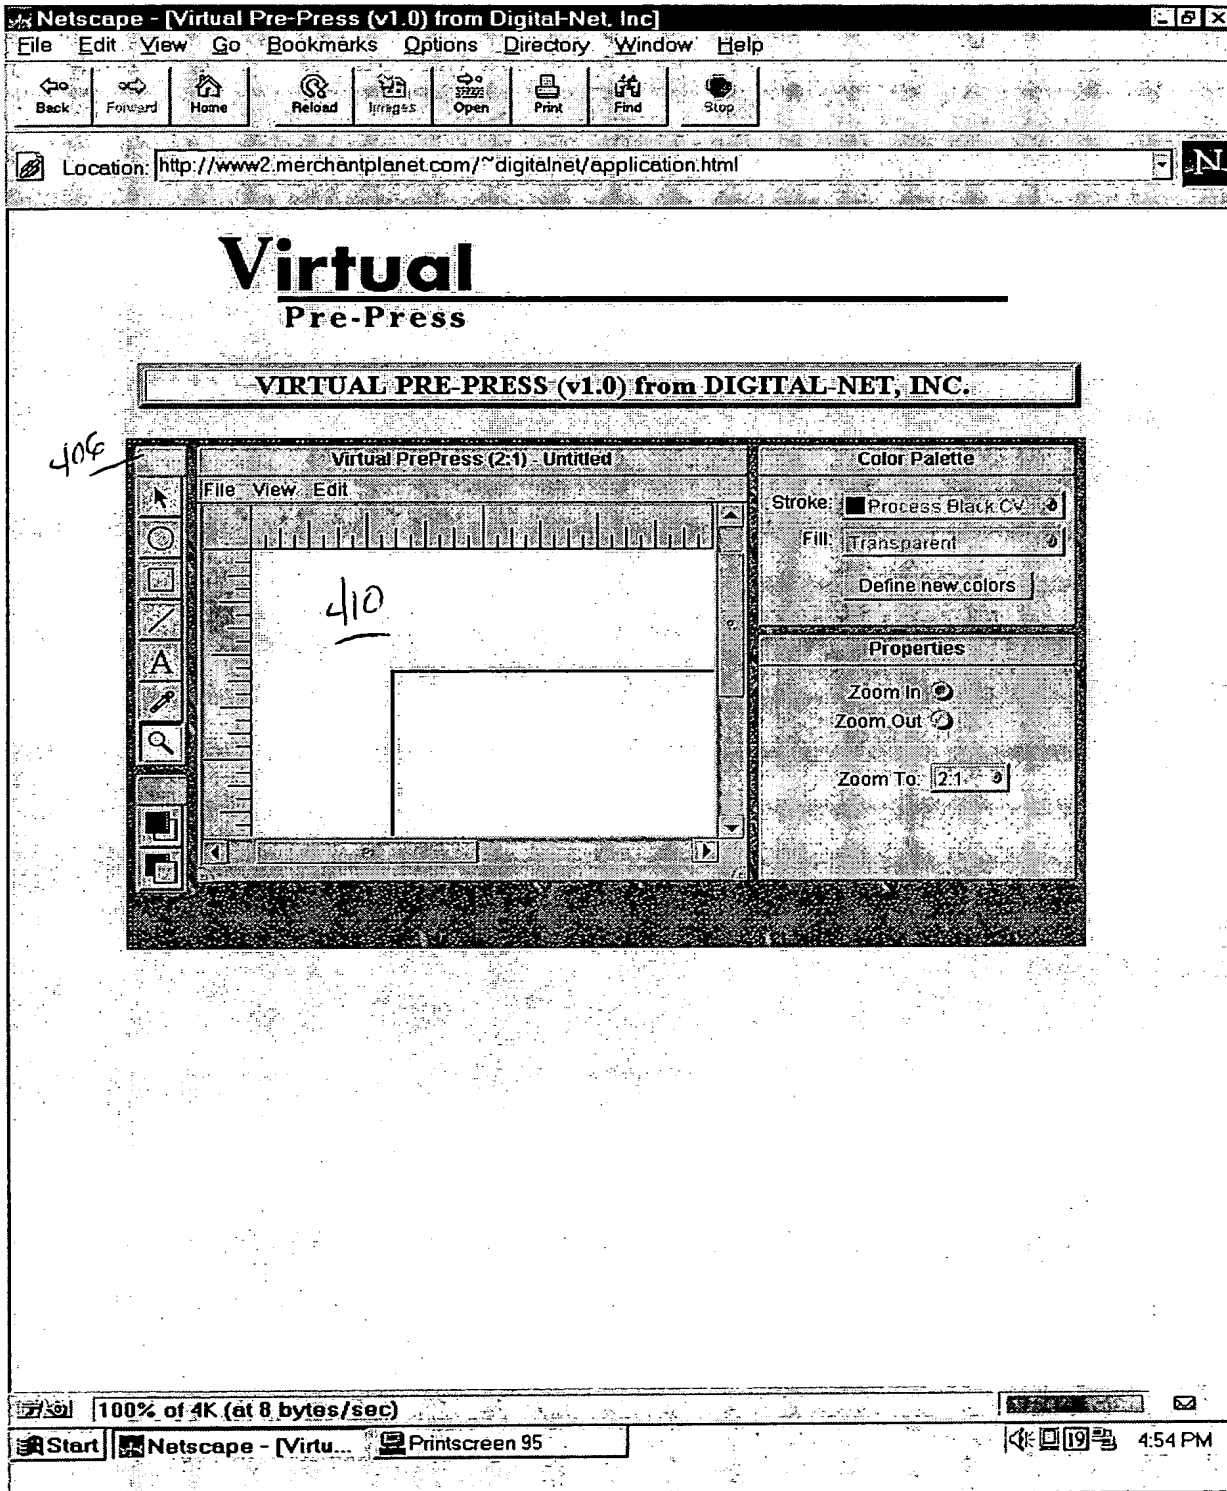 Netscape - [Virtual Pre-Press (v1.0) from Digital-Net, Inc]
File Edit View Go Bookmarks Options Directory Window Help
Back Forward Home Reload Images Open Print Find Stop
Location: http://www2.merchantplanet.com/~digitalnet/application.html
N
Virtual
Pre-Press
VIRTUAL PRE-PRESS (v1.0) from DIGITAL-NET, INC.
406
Virtual PrePress (2:1) - Untitled
Color Palette
File View Edit
Stroke: Process Black CV
Fill: Transparent
Define new colors
410
A
Properties
Zoom In
Zoom Out
Zoom To: 2:1
100% of 4K (at 8 bytes/sec)
Start Netscape - [Virtu... Printscreen 95 19 4:54 PM